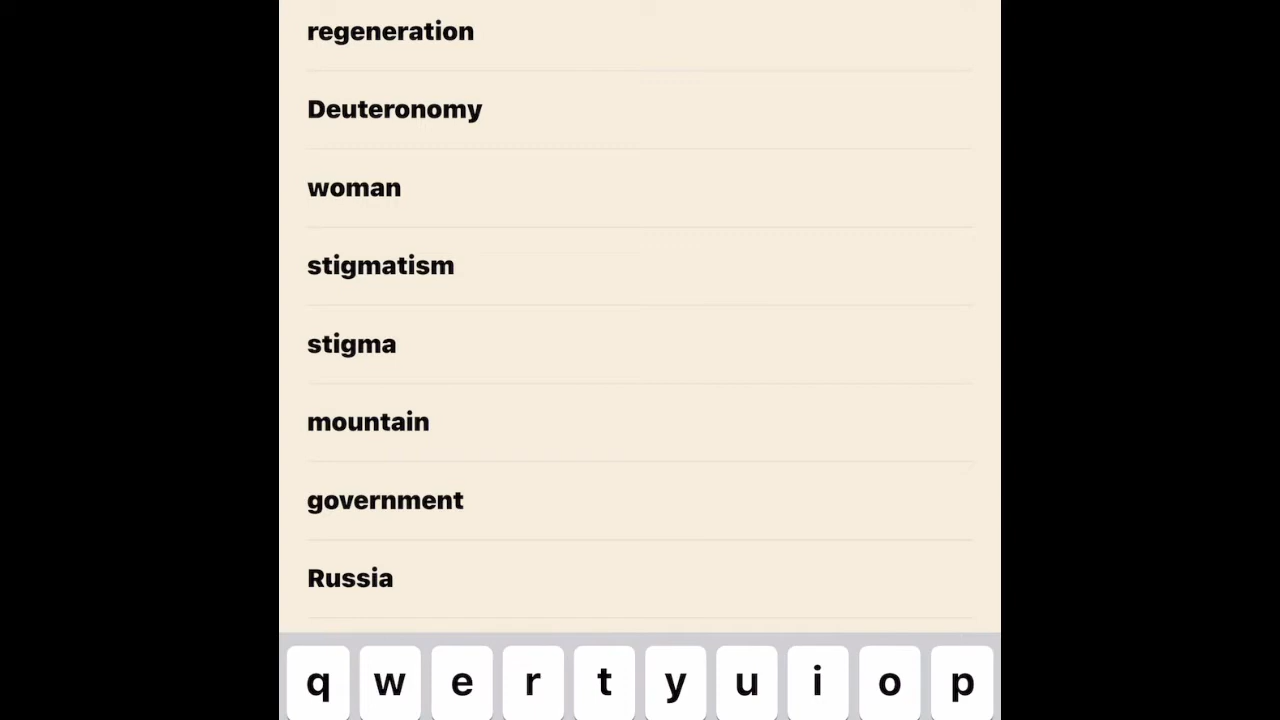 regeneration
Deuteronomy
woman
stigmatism
stigma
mountain
government
Russia
q w e r t y u i o p